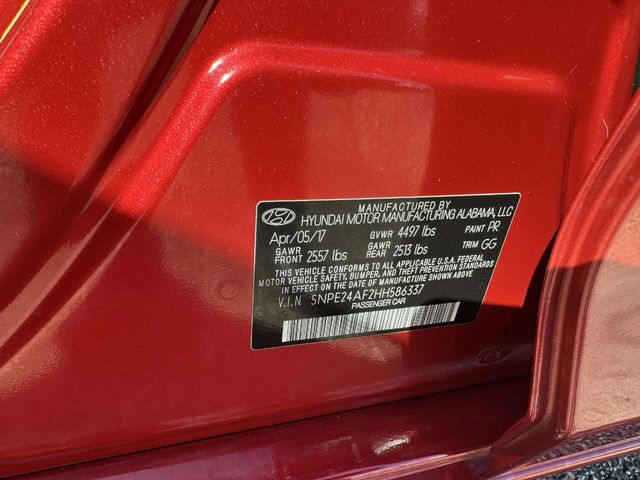 MANUFACTURED BY
HYUNDAI MOTOR MANUFACTURING ALABAMA, LLC
Apr/05/17 GVWR 4497 lbs PAINT PR
GAWR FRONT 2557 lbs GAWR REAR 2513 lbs TRIM GG
THIS VEHICLE CONFORMS TO ALL APPLICABLE U.S.A. FEDERAL
MOTOR VEHICLE SAFETY, BUMPER, AND THEFT PREVENTION STANDARDS
IN EFFECT ON THE DATE OF MANUFACTURE SHOWN ABOVE.
V.I.N 5NPE24AF2HH586337
PASSENGER CAR